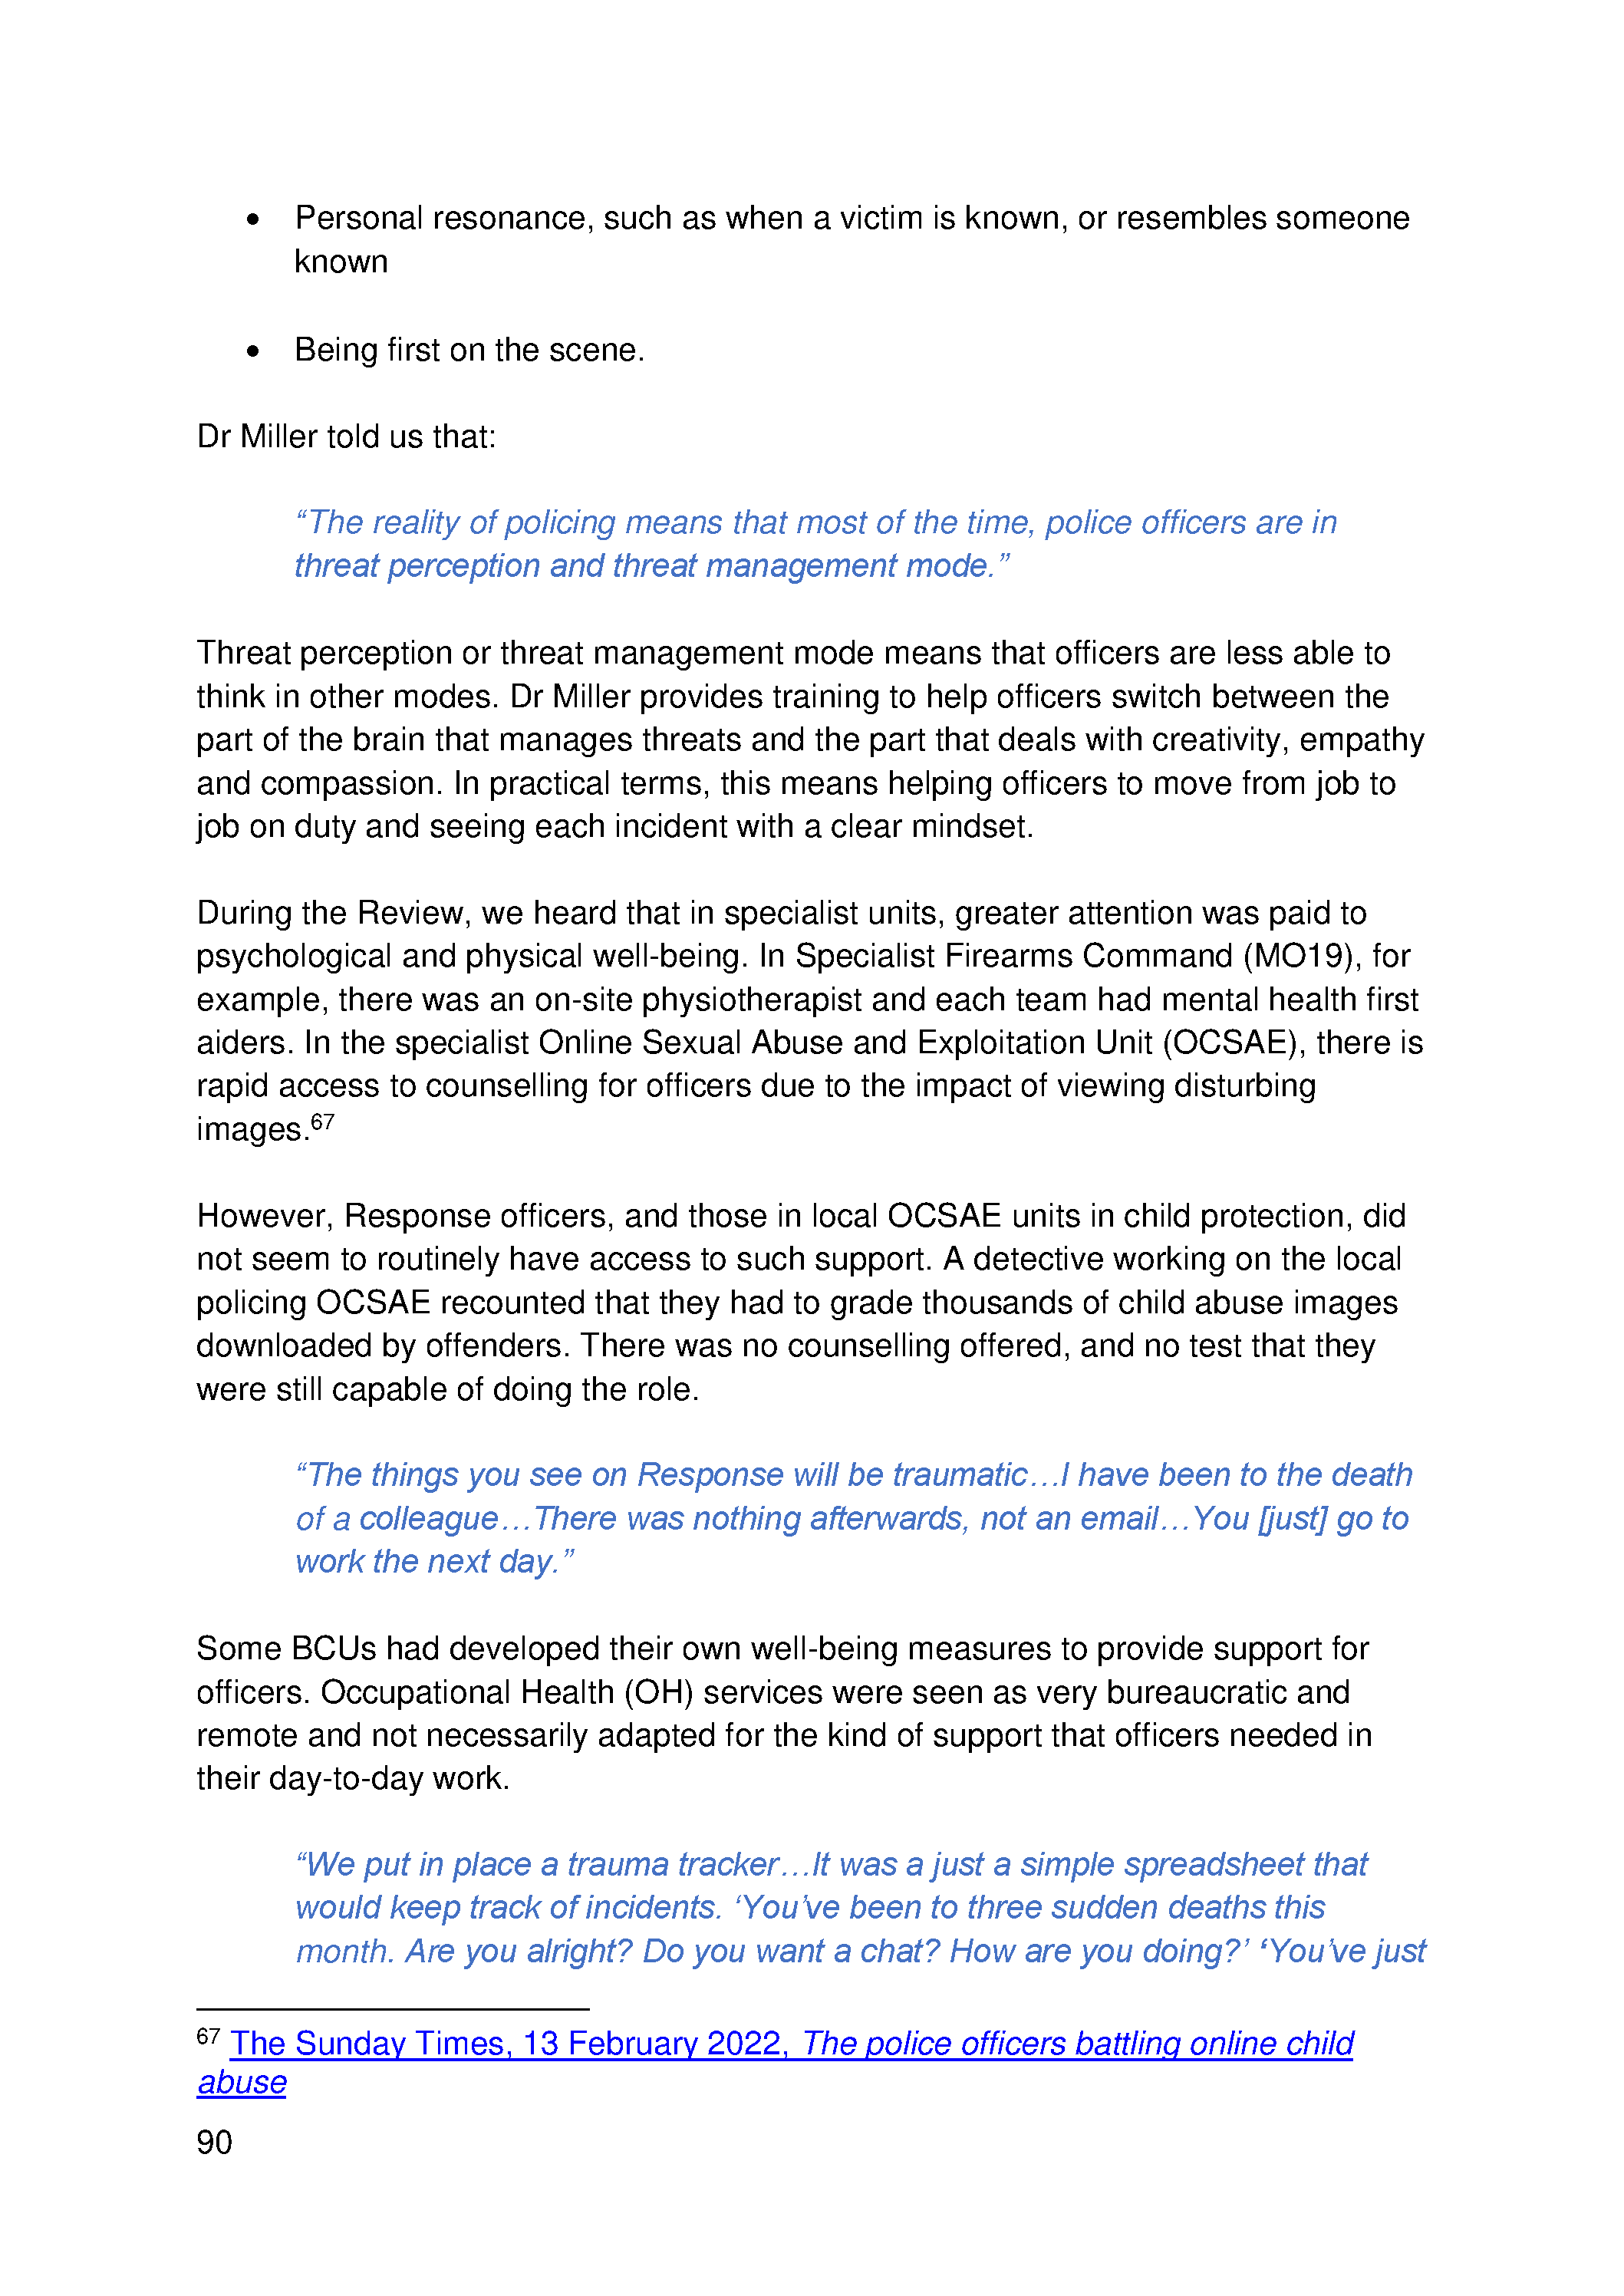 • Personal resonance, such as when a victim is known, or resembles someone
known
• Being first on the scene.
Dr Miller told us that:
“The reality of policing means that most of the time, police officers are in
threat perception and threat management mode.”
Threat perception or threat management mode means that officers are less able to
think in other modes. Dr Miller provides training to help officers switch between the
part of the brain that manages threats and the part that deals with creativity, empathy
and compassion. In practical terms, this means helping officers to move from job to
job on duty and seeing each incident with a clear mindset.
During the Review, we heard that in specialist units, greater attention was paid to
psychological and physical well-being. In Specialist Firearms Command (MO19), for
example, there was an on-site physiotherapist and each team had mental health first
aiders. In the specialist Online Sexual Abuse and Exploitation Unit (OCSAE), there is
rapid access to counselling for officers due to the impact of viewing disturbing
images.67
However, Response officers, and those in local OCSAE units in child protection, did
not seem to routinely have access to such support. A detective working on the local
policing OCSAE recounted that they had to grade thousands of child abuse images
downloaded by offenders. There was no counselling offered, and no test that they
were still capable of doing the role.
“The things you see on Response will be traumatic…I have been to the death
of a colleague…There was nothing afterwards, not an email…You [just] go to
work the next day.”
Some BCUs had developed their own well-being measures to provide support for
officers. Occupational Health (OH) services were seen as very bureaucratic and
remote and not necessarily adapted for the kind of support that officers needed in
their day-to-day work.
“We put in place a trauma tracker…It was a just a simple spreadsheet that
would keep track of incidents. ‘You’ve been to three sudden deaths this
month. Are you alright? Do you want a chat? How are you doing?’ ‘You’ve just
67 The Sunday Times, 13 February 2022, The police officers battling online child
abuse
90